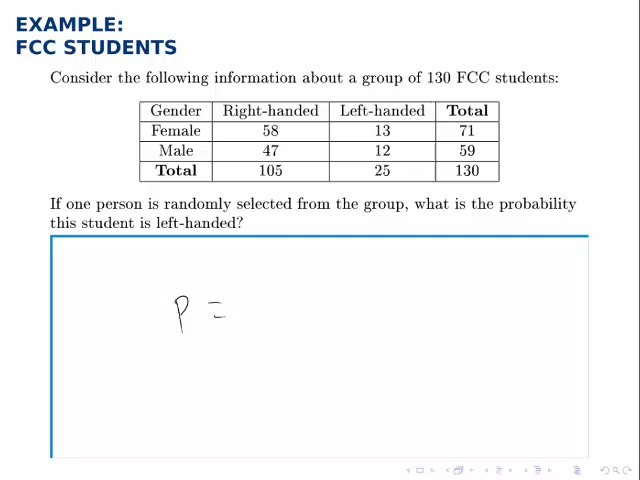 EXAMPLE:
FCC STUDENTS
Consider the following information about a group of 130 FCC students:
Gender Right-handed Left-handed Total
Female 58 13 71
Male 47 12 59
Total 105 25 130
If one person is randomly selected from the group, what is the probability
this student is left-handed?
P =